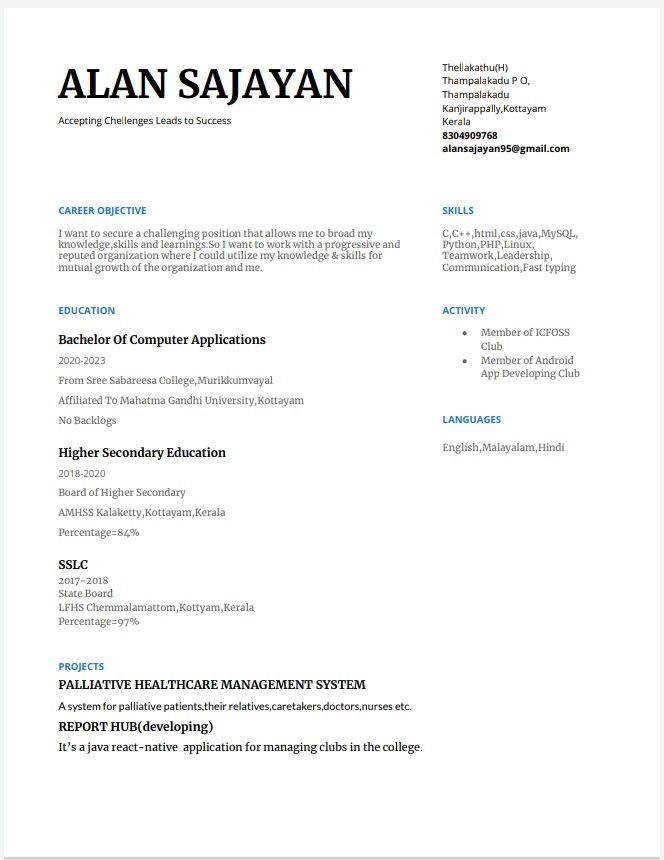 ALAN SAJAYAN
Accepting Chellenges Leads to Success
Thellakathu(H)
Thampalakadu P O,
Thampalakadu
Kanjirappally,Kottayam
Kerala
8304909768
alansajayan95@gmail.com
CAREER OBJECTIVE
I want to secure a challenging position that allows me to broad my
knowledge,skills and learnings.So I want to work with a progressive and
reputed organization where I could utilize my knowledge & skills for
mutual growth of the organization and me.
EDUCATION
Bachelor Of Computer Applications
2020-2023
From Sree Sabareesa College,Murikkumvayal
Affiliated To Mahatma Gandhi University,Kottayam
No Backlogs
Higher Secondary Education
2018-2020
Board of Higher Secondary
AMHSS Kalaketty,Kottayam,Kerala
Percentage=84%
SSLC
2017-2018
State Board
LFHS Chemmalamattom,Kottyam,Kerala
Percentage=97%
PROJECTS
PALLIATIVE HEALTHCARE MANAGEMENT SYSTEM
A system for palliative patients,their relatives,caretakers,doctors,nurses etc.
REPORT HUB(developing)
It's a java react-native application for managing clubs in the college.
SKILLS
C,C++,html,css,java,MySQL,
Python,PHP,Linux,
Teamwork,Leadership,
Communication,Fast typing
ACTIVITY
● Member of ICFOSS
Club
● Member of Android
App Developing Club
LANGUAGES
English,Malayalam,Hindi